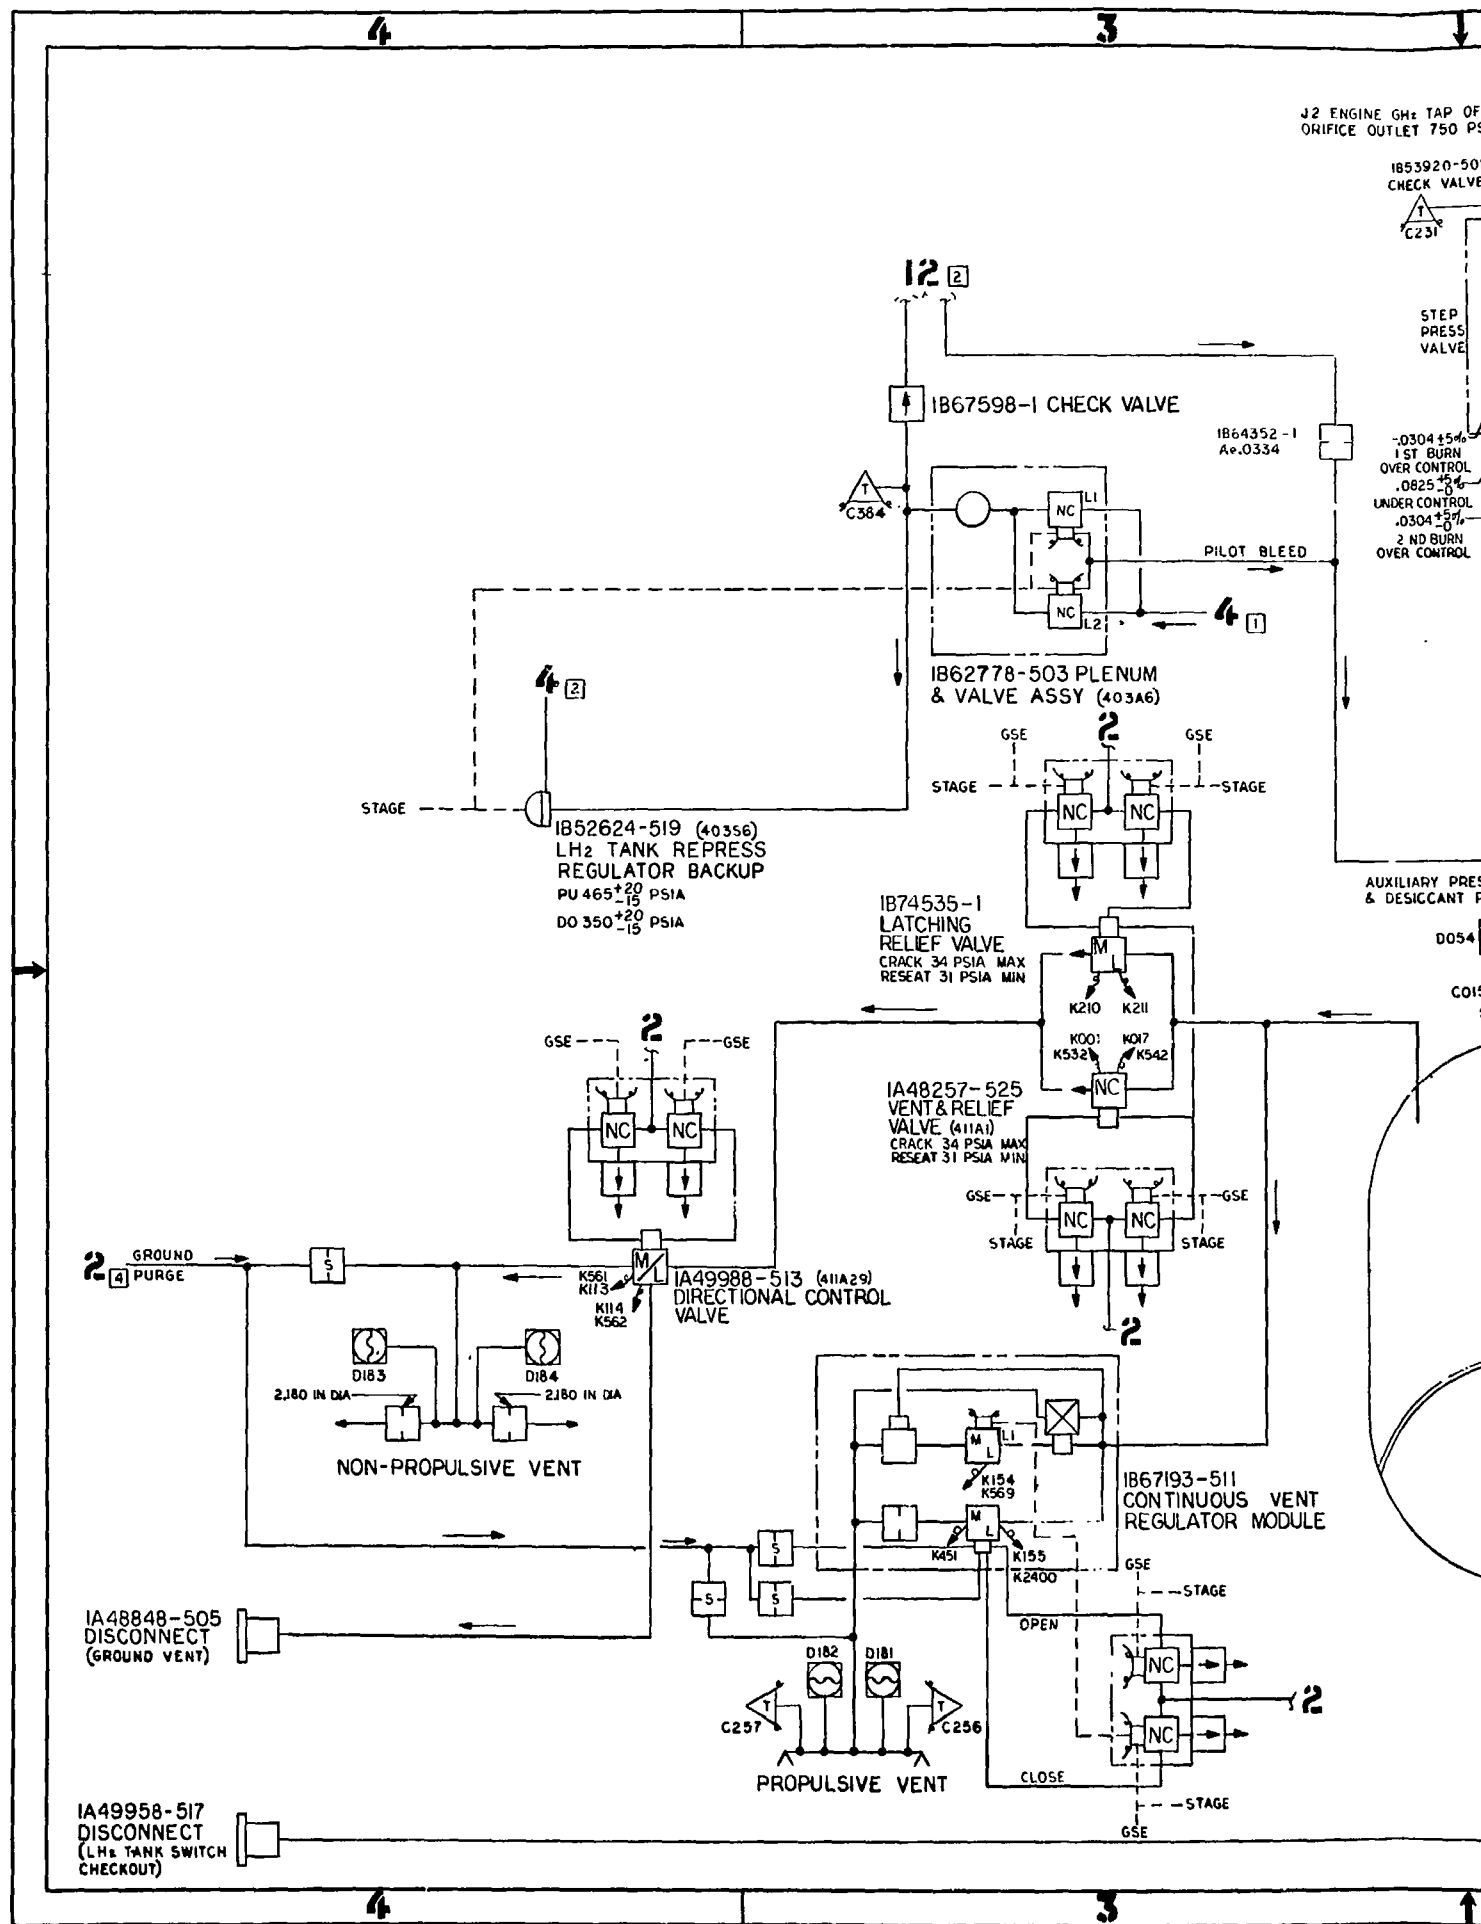 4
3
J2 ENGINE GH2 TAP OF
ORIFICE OUTLET 750 PS
1B53920-50
CHECK VALVE
T
C231
12 2
STEP
PRESS
VALVE
1B67598-1 CHECK VALVE
1B64352-1
Ae.0334
.0304 ±5%
1 ST BURN
OVER CONTROL
.0825 +5% -0
UNDER CONTROL
.0304 +5% -0
2 ND BURN
OVER CONTROL
T
C384
NC
L1
PILOT BLEED
NC
L2
4 1
1B62778-503 PLENUM
& VALVE ASSY (403A6)
4 2
2
GSE
GSE
STAGE
STAGE
NC
NC
STAGE
1B52624-519 (403S6)
LH2 TANK REPRESS
REGULATOR BACKUP
PU 465 +20 -15 PSIA
DO 350 +20 -15 PSIA
AUXILIARY PRES
& DESICCANT P
1B74535-1
LATCHING
RELIEF VALVE
CRACK 34 PSIA MAX
RESEAT 31 PSIA MIN
M
L
D054
K210
K211
C015
2
GSE
GSE
K001
K017
K532
K542
NC
NC
NC
1A48257-525
VENT & RELIEF
VALVE (411A1)
CRACK 34 PSIA MAX
RESEAT 31 PSIA MIN
GSE
GSE
NC
NC
STAGE
STAGE
2 4
GROUND
PURGE
S
M
L
K561
K113
K114
K562
1A49988-513 (411A29)
DIRECTIONAL CONTROL
VALVE
2
D183
D184
2.180 IN DIA
2.180 IN DIA
NON-PROPULSIVE VENT
M
L
L1
K154
K569
1B67193-511
CONTINUOUS VENT
REGULATOR MODULE
M
L
K451
K155
K2400
S
S
S
GSE
STAGE
OPEN
1A48848-505
DISCONNECT
(GROUND VENT)
D182
D181
NC
T
C257
T
C256
2
NC
PROPULSIVE VENT
CLOSE
STAGE
GSE
1A49958-517
DISCONNECT
(LH2 TANK SWITCH
CHECKOUT)
4
3